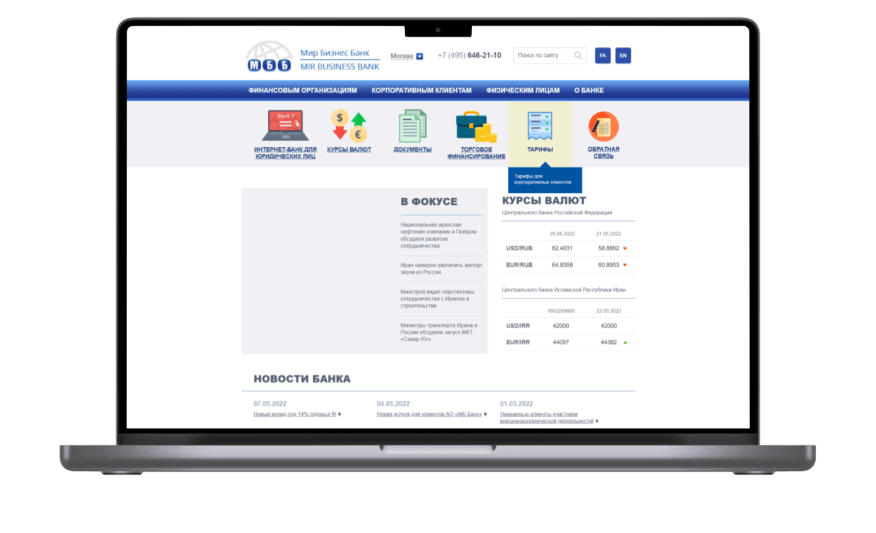 МББ
Мир Бизнес Банк
MIR BUSINESS BANK
Москва
+7 (495) 646-21-10
Поиск по сайту
FA
EN
ФИНАНСОВЫМ ОРГАНИЗАЦИЯМ КОРПОРАТИВНЫМ КЛИЕНТАМ ФИЗИЧЕСКИМ ЛИЦАМ О БАНКЕ
ИНТЕРНЕТ-БАНК ДЛЯ
ЮРИДИЧЕСКИХ ЛИЦ
КУРСЫ ВАЛЮТ
ДОКУМЕНТЫ
ТОРГОВОЕ
ФИНАНСИРОВАНИЕ
ТАРИФЫ
ОБРАТНАЯ
СВЯЗЬ
Тарифы для
корпоративных клиентов
В ФОКУСЕ
Национальная иранская
нефтяная компания и Газпром
обсудили развитие
сотрудничества
Иран намерен увеличить импорт
зерна из России
Минстрой видит перспективы
сотрудничества с Ираном в
строительстве
Министры транспорта Ирана и
России обсудили запуск МКТ
«Север-Юг»
КУРСЫ ВАЛЮТ
Центрального банка Российской Федерации
20.05.2022 21.05.2022
USD/RUB 62.4031 58.8862
EUR/RUB 64.9358 60.8953
Центрального банка Исламской Республики Иран
22.05.2022
USD/IRR 42000 42000
EUR/IRR 44097 44362
НОВОСТИ БАНКА
07.05.2022
Новый вклад под 14% годовых !!!
04.05.2022
Новая услуга для клиентов АО «МБ Банк»
01.03.2022
Уважаемые клиенты-участники
внешнеэкономической деятельности!